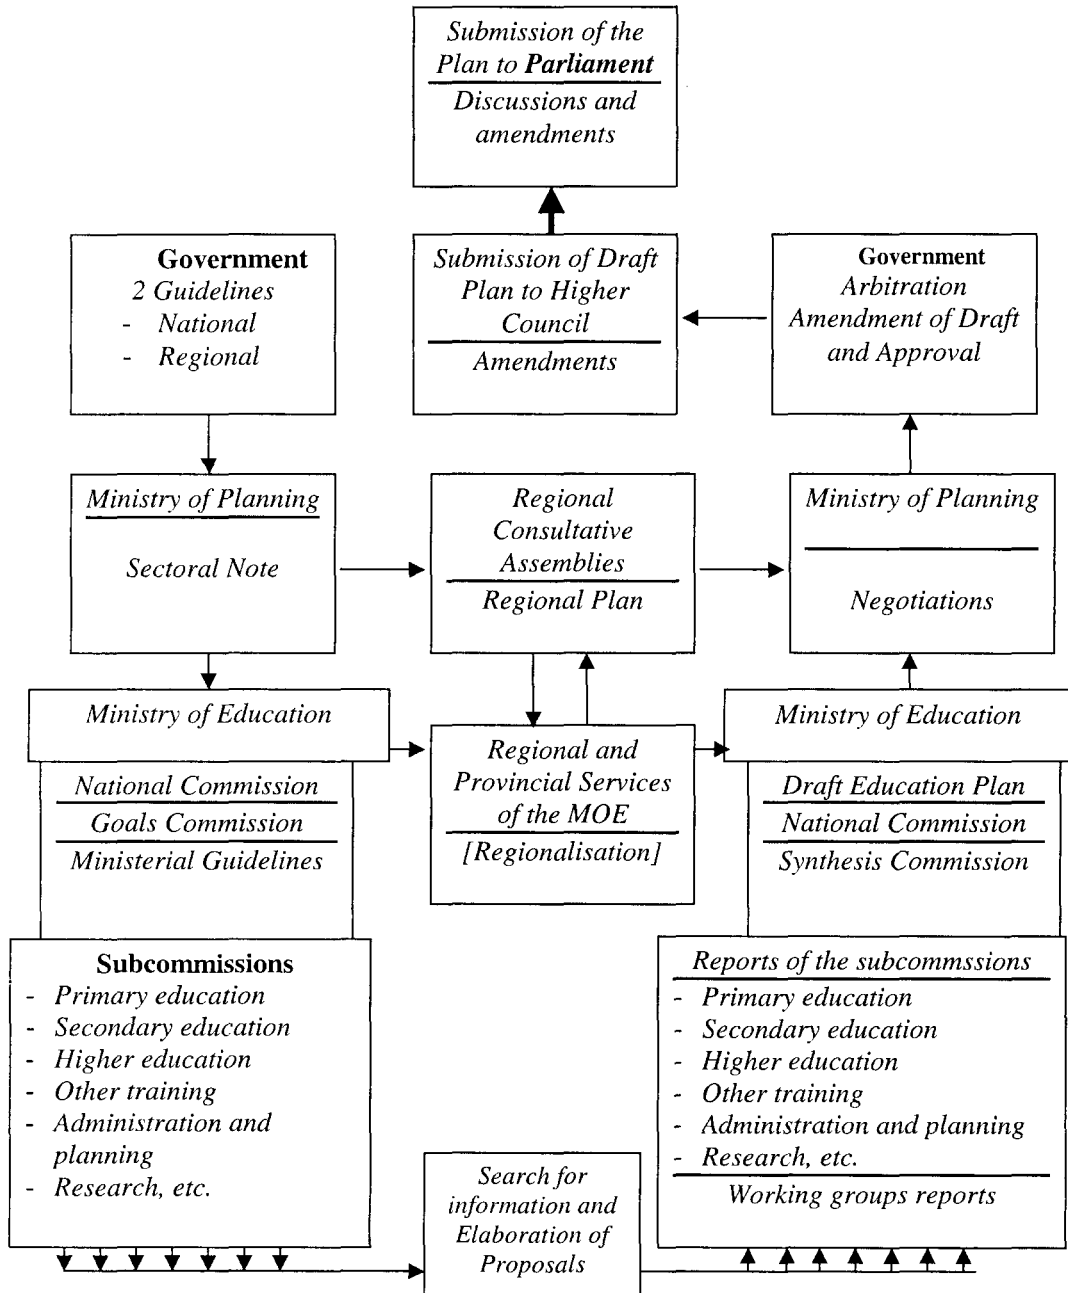 Submission of the
Plan to Parliament
Discussions and
amendments
Government
2 Guidelines
- National
- Regional
Submission of Draft
Plan to Higher
Council
Amendments
Government
Arbitration
Amendment of Draft
and Approval
Ministry of Planning
Sectoral Note
Regional
Consultative
Assemblies
Regional Plan
Ministry of Planning
Negotiations
Ministry of Education
National Commission
Goals Commission
Ministerial Guidelines
Regional and
Provincial Services
of the MOE
[Regionalisation]
Ministry of Education
Draft Education Plan
National Commission
Synthesis Commission
Subcommissions
- Primary education
- Secondary education
- Higher education
- Other training
- Administration and
planning
- Research, etc.
Search for
information and
Elaboration of
Proposals
Reports of the subcommssions
- Primary education
- Secondary education
- Higher education
- Other training
- Administration and planning
- Research, etc.
Working groups reports